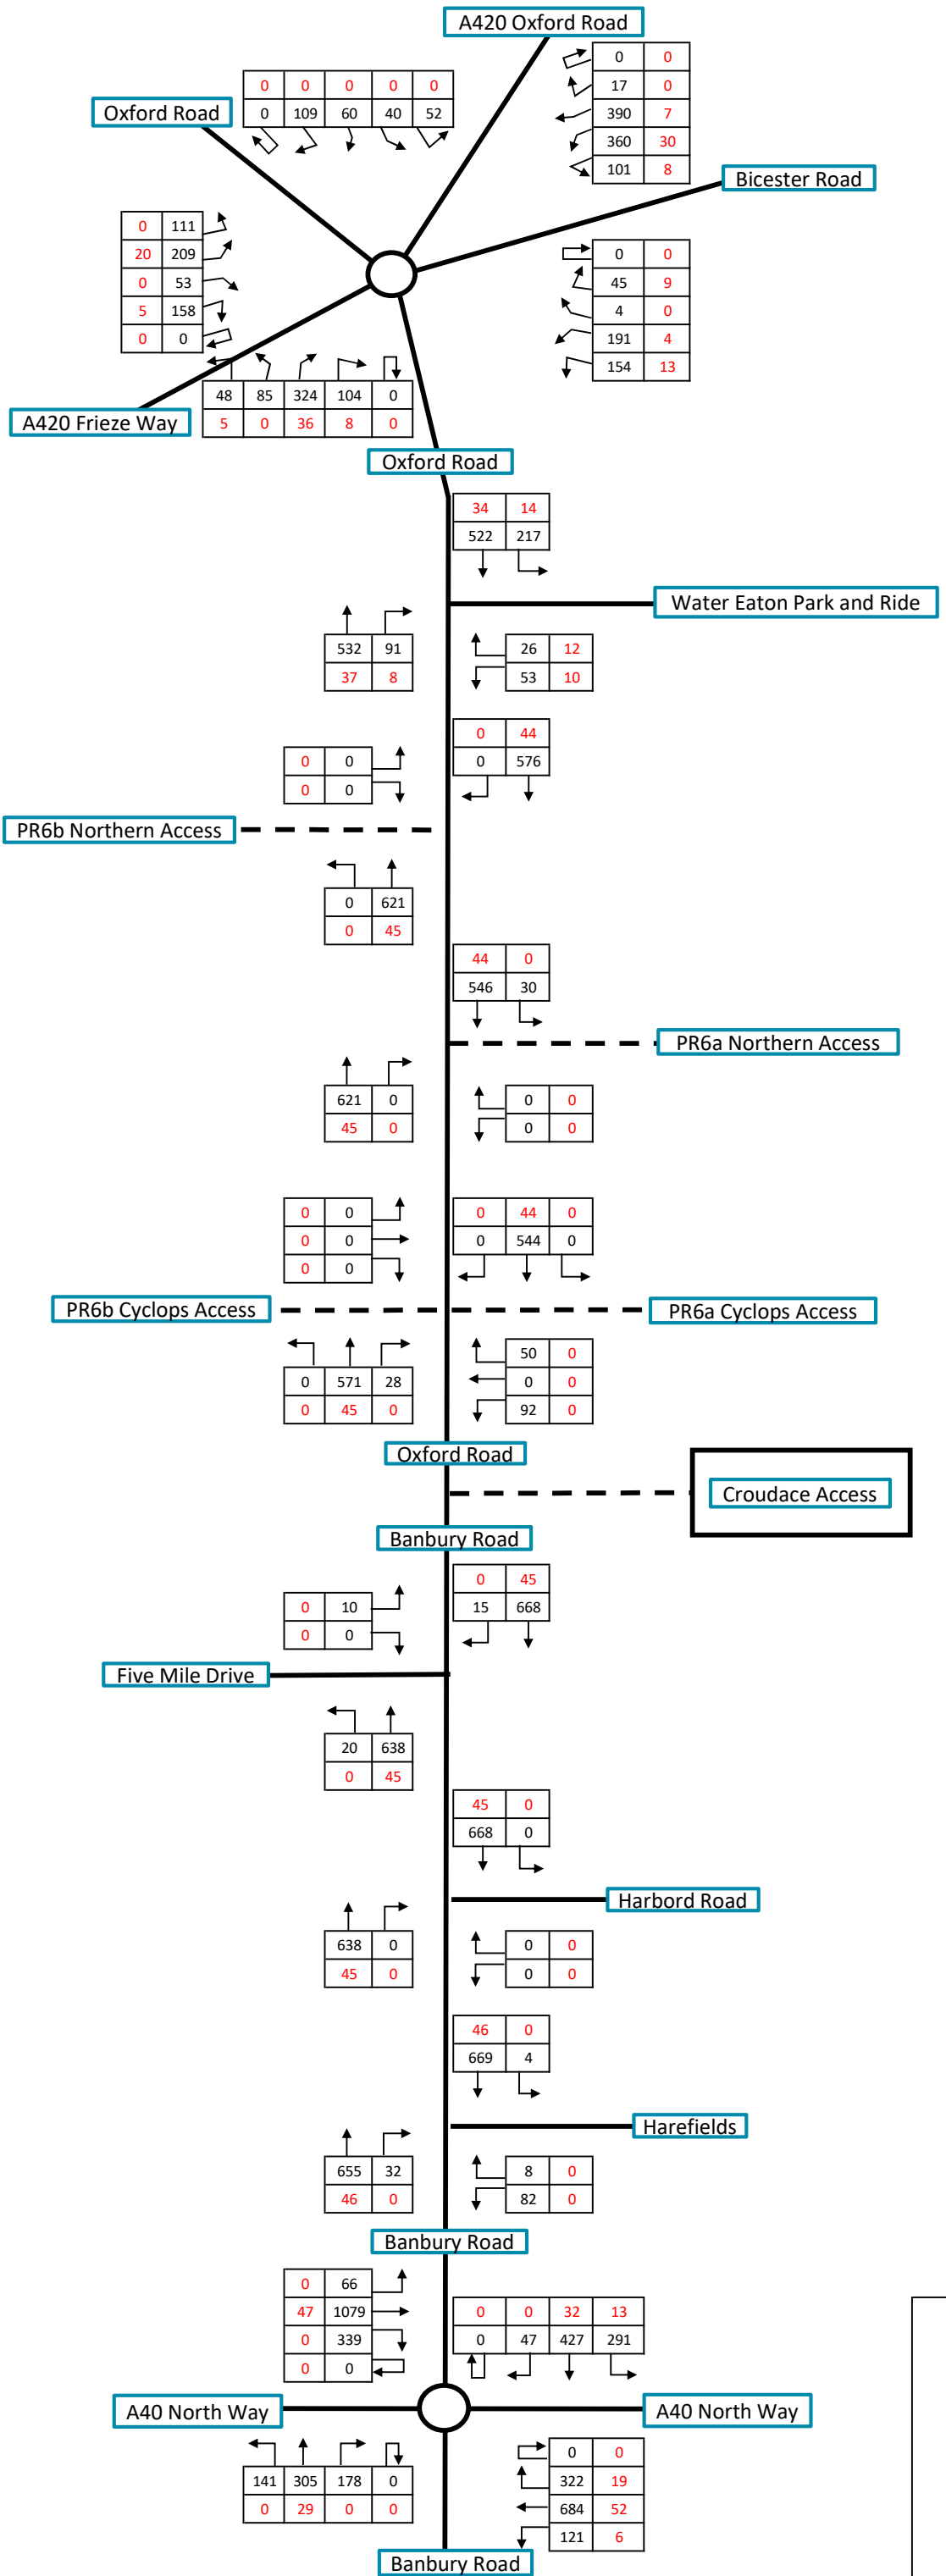 A420 Oxford Road
0 0
17 0
390 7
360 30
101 8
0 0 0 0 0
0 109 60 40 52
Oxford Road
Bicester Road
0 111
20 209
0 53
5 158
0 0
0 0
45 9
4 0
191 4
154 13
48 85 324 104 0
5 0 36 8 0
A420 Frieze Way
Oxford Road
34 14
522 217
Water Eaton Park and Ride
532 91
37 8
26 12
53 10
0 44
0 576
0 0
0 0
PR6b Northern Access
0 621
0 45
44 0
546 30
PR6a Northern Access
621 0
45 0
0 0
0 0
0 0
0 0
0 0
0 44 0
0 544 0
PR6b Cyclops Access
PR6a Cyclops Access
0 571 28
0 45 0
50 0
0 0
92 0
Oxford Road
Croudace Access
Banbury Road
0 45
15 668
0 10
0 0
Five Mile Drive
20 638
0 45
45 0
668 0
Harbord Road
638 0
45 0
0 0
0 0
46 0
669 4
Harefields
655 32
46 0
8 0
82 0
Banbury Road
0 66
47 1079
0 339
0 0
0 0 32 13
0 47 427 291
A40 North Way
A40 North Way
141 305 178 0
0 29 0 0
0 0
322 19
684 52
121 6
Banbury Road